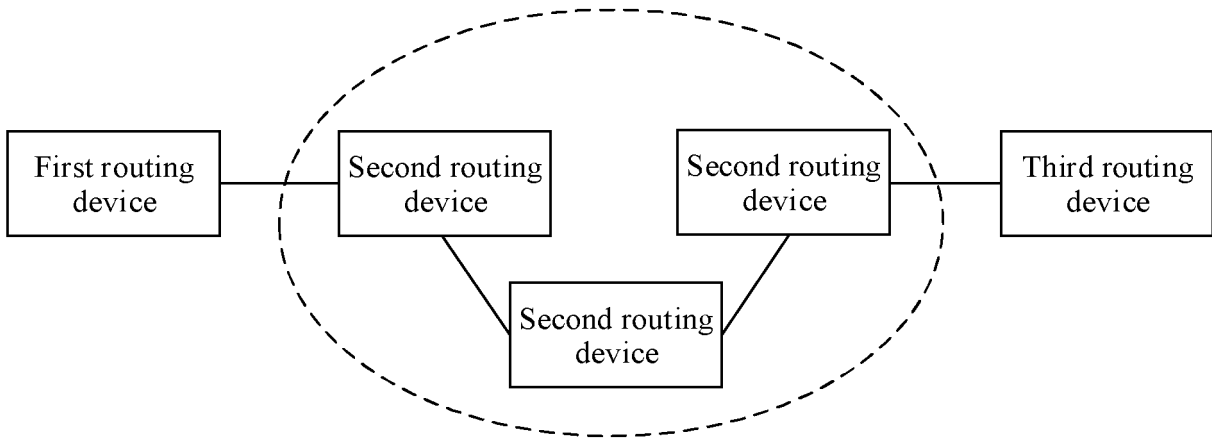 First routing
device
Second routing
device
Second routing
device
Third routing
device
Second routing
device